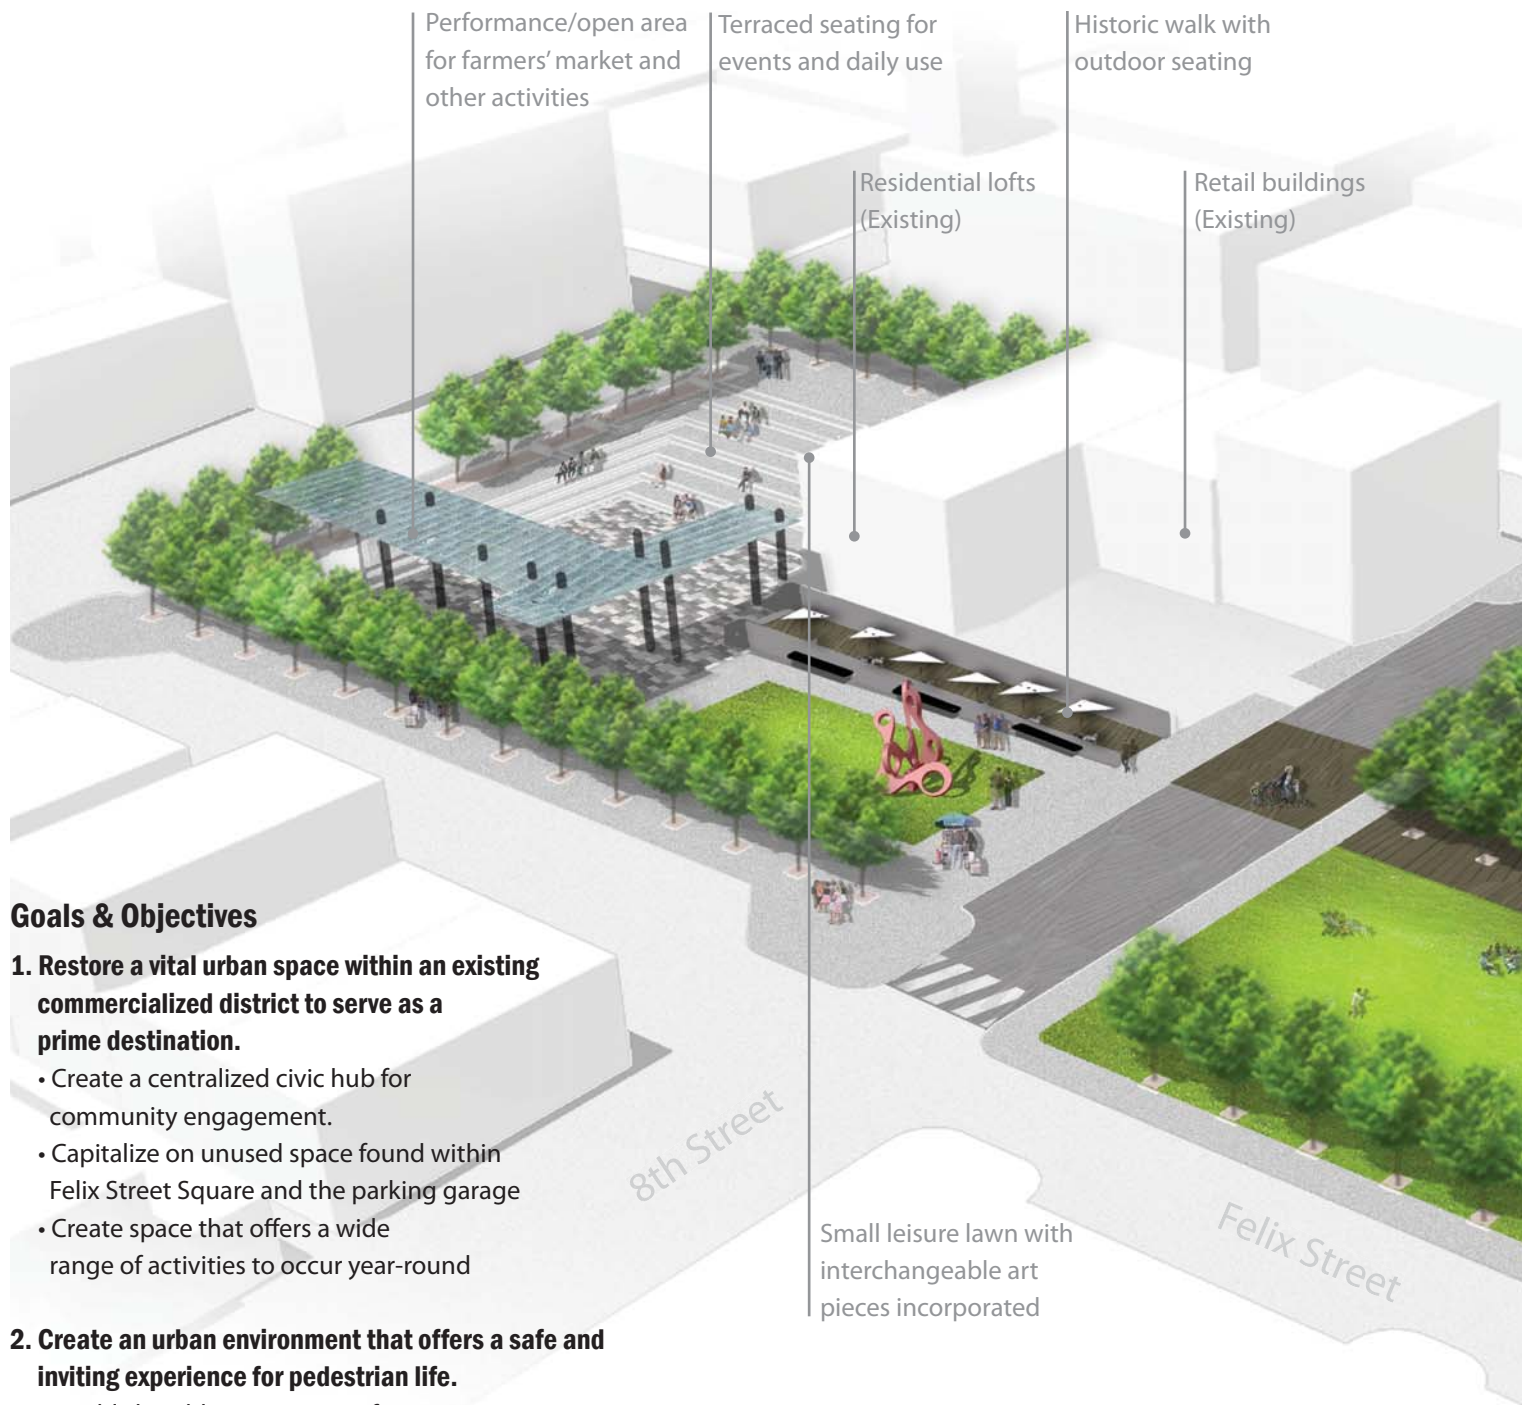 Performance/open area
for farmers’ market and
other activities
Terraced seating for
events and daily use
Historic walk with
outdoor seating
Residential lofts
(Existing)
Retail buildings
(Existing)
Goals & Objectives
1. Restore a vital urban space within an existing
commercialized district to serve as a
prime destination.
• Create a centralized civic hub for
community engagement.
• Capitalize on unused space found within
Felix Street Square and the parking garage
• Create space that offers a wide
range of activities to occur year-round
2. Create an urban environment that offers a safe and
inviting experience for pedestrian life.
8th Street
Felix Street
Small leisure lawn with
interchangeable art
pieces incorporated